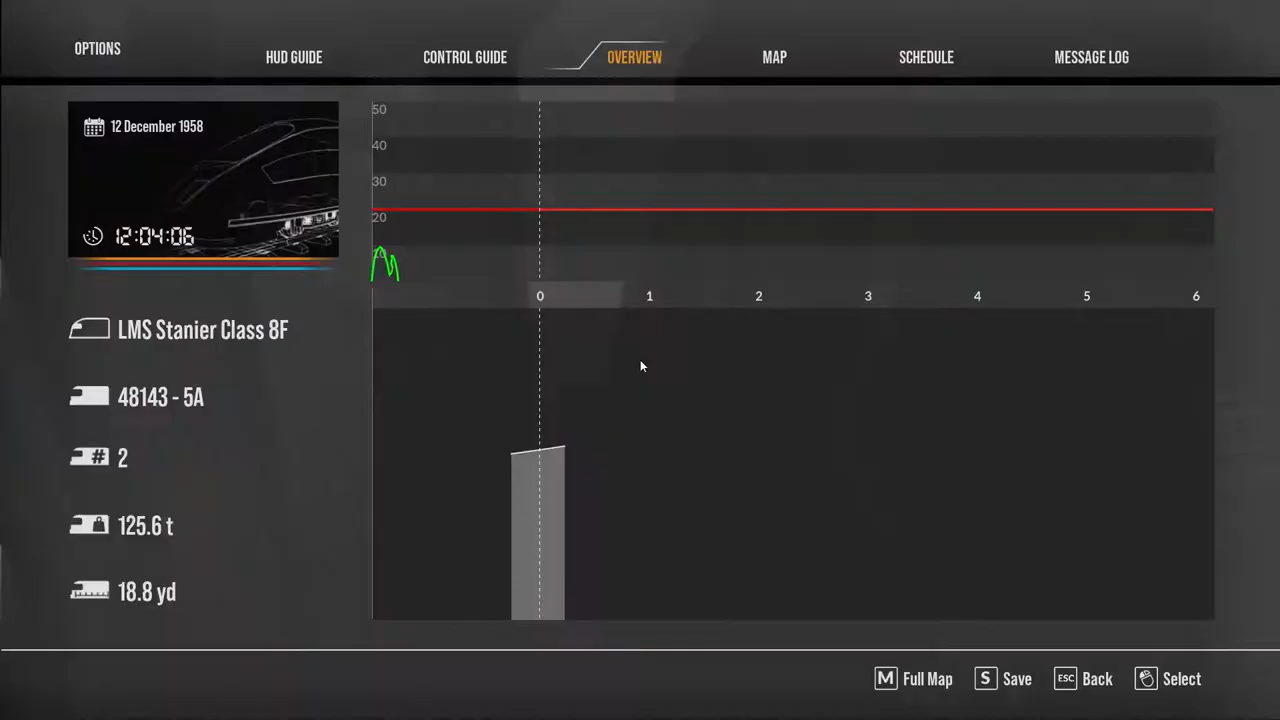 OPTIONS
HUD GUIDE
CONTROL GUIDE
OVERVIEW
MAP
SCHEDULE
MESSAGE LOG
12 December 1958
12:04:06
LMS Stanier Class 8F
48143 - 5A
# 2
125.6 t
18.8 yd
50
40
30
20
0 1 2 3 4 5 6
M Full Map S Save ESC Back Select